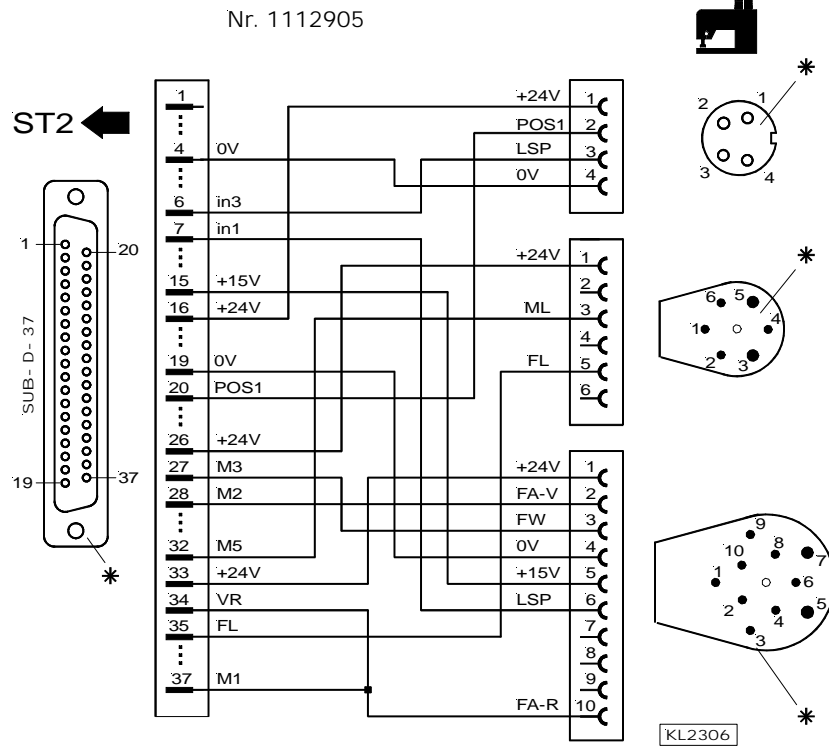 Nr. 1112905
ST2
1
4 0V
6 in3
7 in1
15 +15V
16 +24V
19 0V
20 POS1
26 +24V
27 M3
28 M2
32 M5
33 +24V
34 VR
35 FL
37 M1
1 20
SUB-D-37
19 37
*
+24V 1
POS1 2
LSP 3
0V 4
+24V 1
2
ML 3
4
FL 5
6
+24V 1
FA-V 2
FW 3
0V 4
+15V 5
LSP 6
7
8
9
FA-R 10
*
2 1
3 4
*
6 5
1 4
2 3
9
10 8 7
1 6
2 4 5
3
*
KL2306